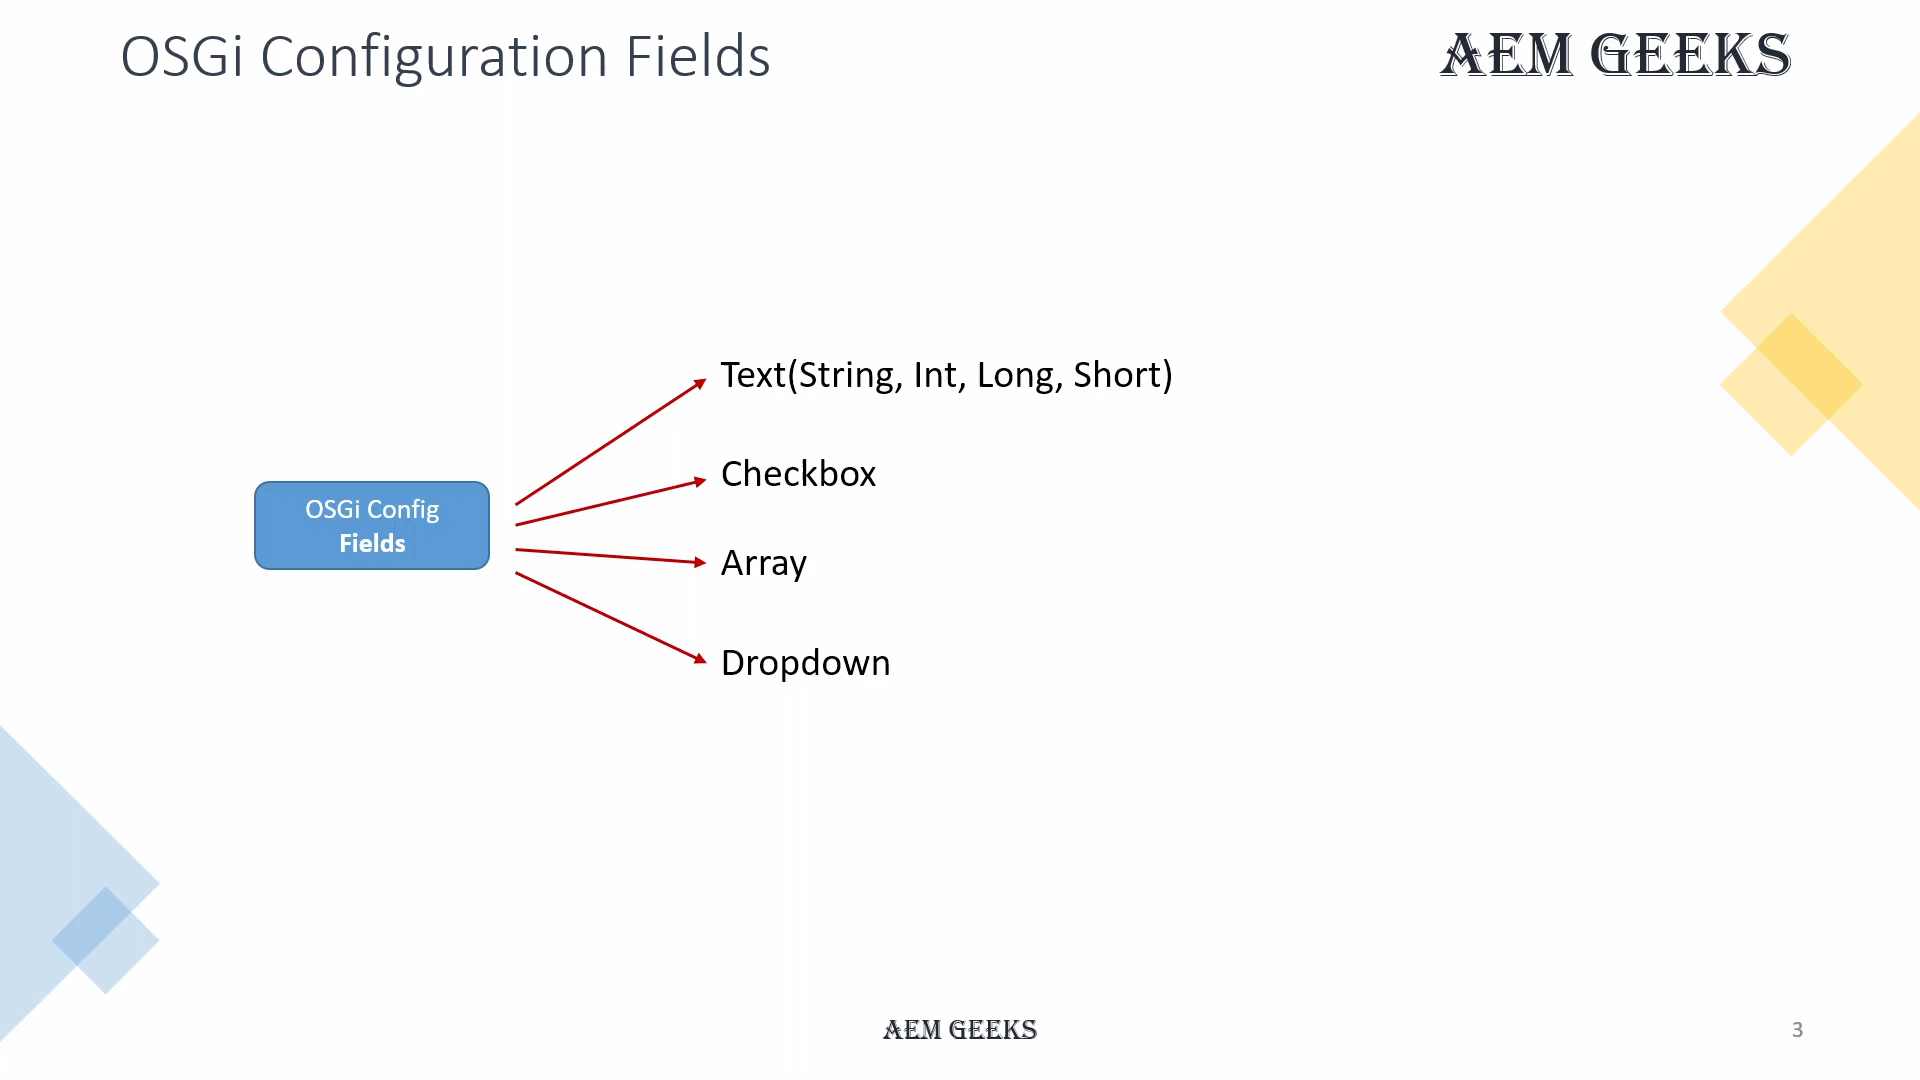 OSGi Configuration Fields
AEM GEEKS
Text(String, Int, Long, Short)
Checkbox
OSGi Config
Fields
Array
Dropdown
AEM GEEKS
3